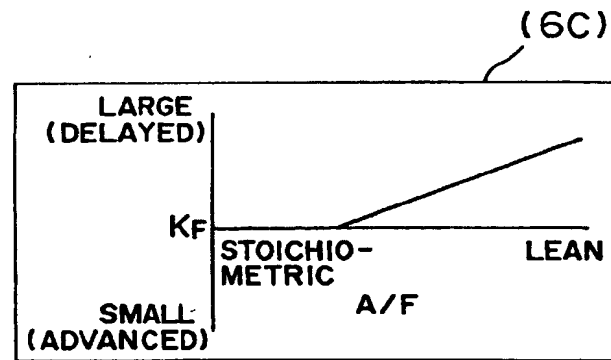 (6C)
LARGE
(DELAYED)
KF
STOICHIO-
METRIC
LEAN
A/F
SMALL
(ADVANCED)